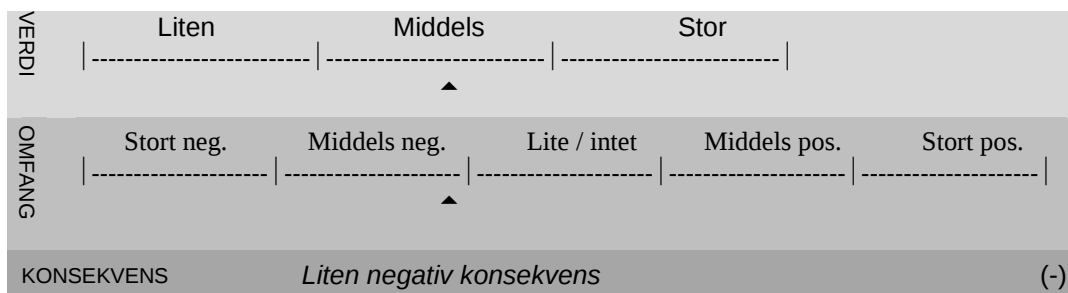 VERDI
Liten Middels Stor
|--------------------------|--------------------------|--------------------------|
OMFANG
Stort neg. Middels neg. Lite / intet Middels pos. Stort pos.
|---------------------|---------------------|---------------------|---------------------|---------------------|
KONSEKVENS Liten negativ konsekvens (-)